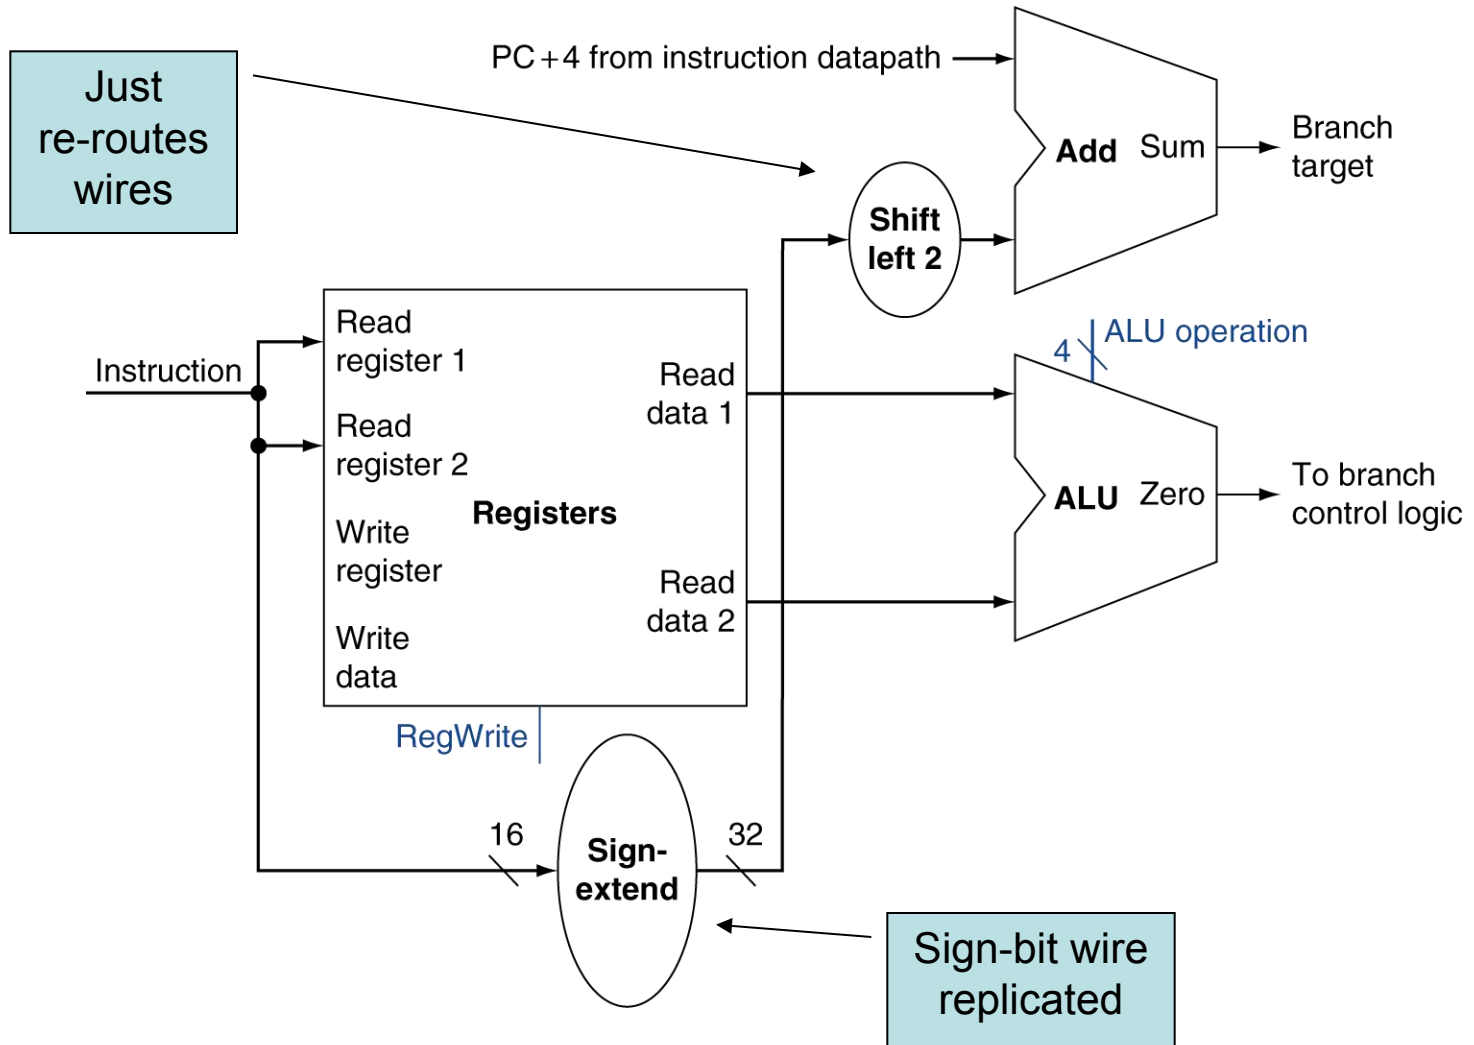 Just
re-routes
wires
PC+4 from instruction datapath
Add Sum
Branch
target
Shift
left 2
Instruction
Read
register 1
Read
register 2
Registers
Write
register
Write
data
Read
data 1
Read
data 2
4
ALU operation
ALU Zero
To branch
control logic
RegWrite
16
Sign-
extend
32
Sign-bit wire
replicated